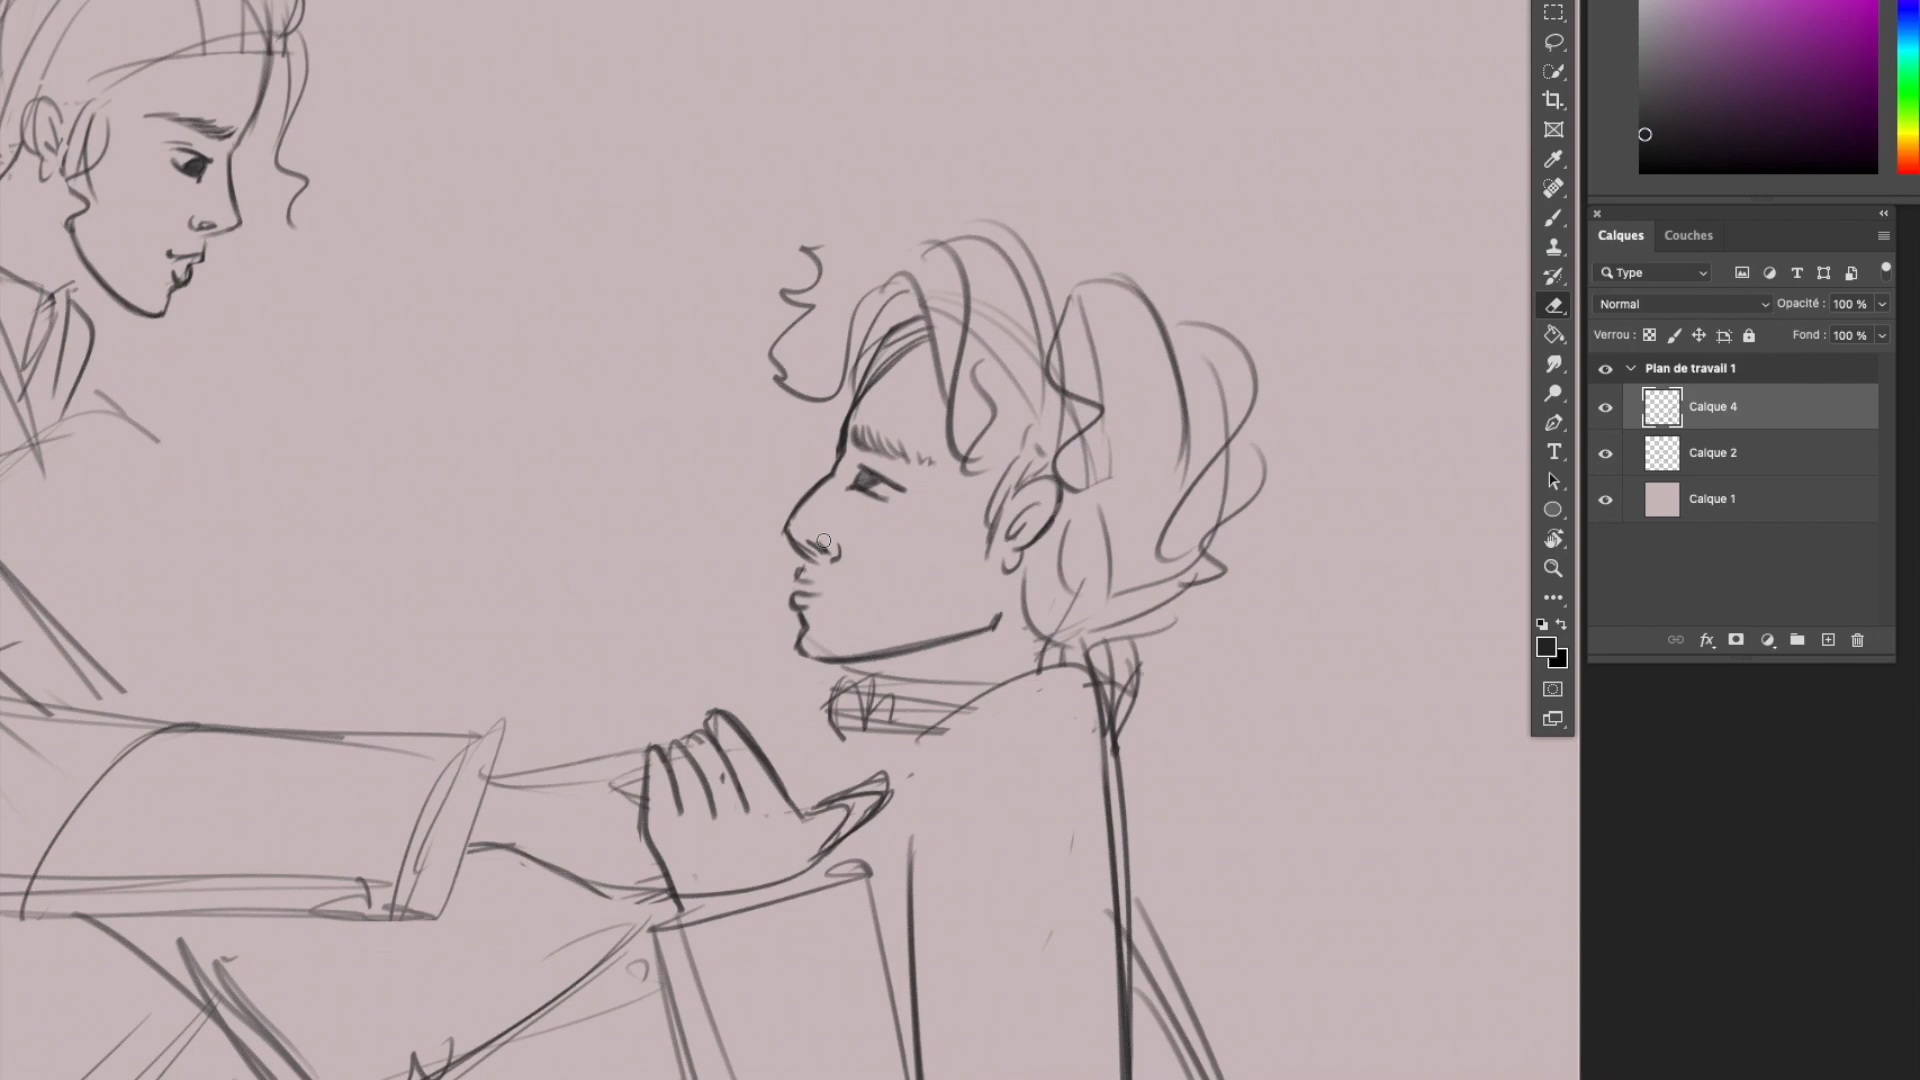 Calques Couches
Type
Normal Opacité : 100 %
Verrou : Fond : 100 %
Plan de travail 1
Calque 4
Calque 2
Calque 1
fx